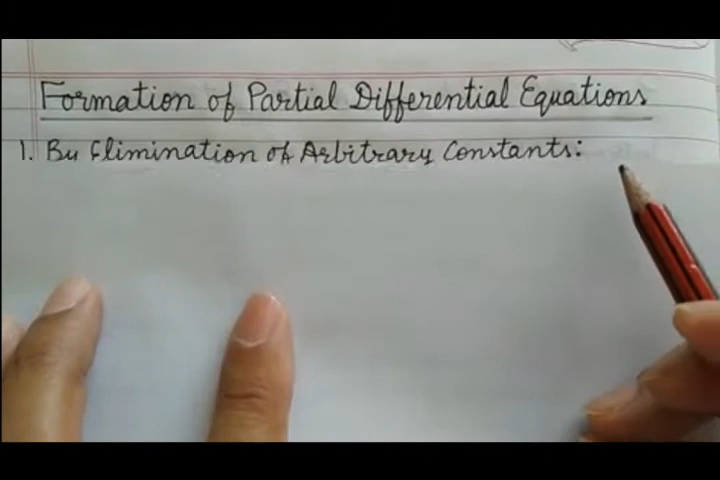 Formation of Partial Differential Equations
1. By Elimination of Arbitrary Constants: